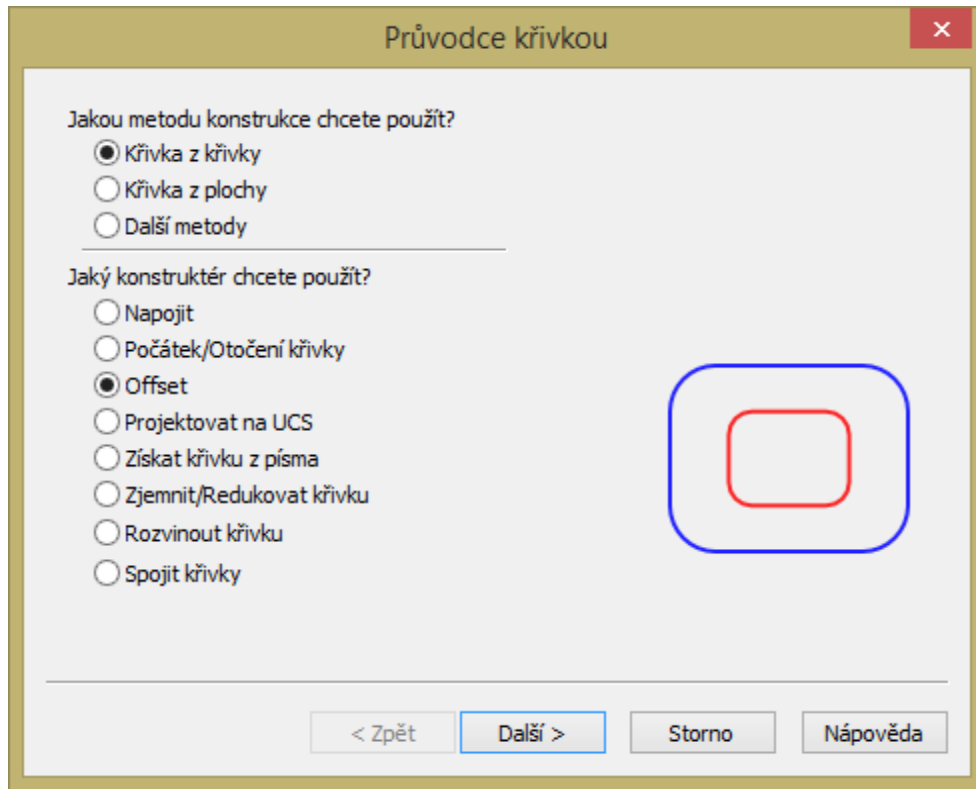 Průvodce křivkou
Jakou metodu konstrukce chcete použít?
Křivka z křivky
Křivka z plochy
Další metody
Jaký konstruktér chcete použít?
Napojit
Počátek/Otočení křivky
Offset
Projektovat na UCS
Získat křivku z písma
Zjemnit/Redukovat křivku
Rozvinout křivku
Spojit křivky
< Zpět
Další >
Storno
Nápověda